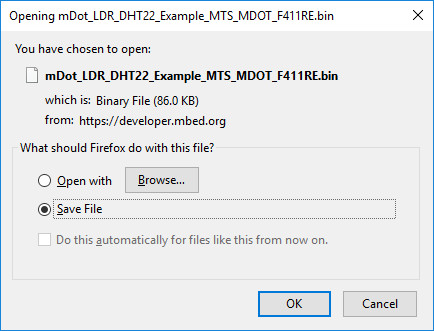 Opening mDot_LDR_DHT22_Example_MTS_MDOT_F411RE.bin
You have chosen to open:
mDot_LDR_DHT22_Example_MTS_MDOT_F411RE.bin
which is: Binary File (86.0 KB)
from: https://developer.mbed.org
What should Firefox do with this file?
Open with Browse...
Save File
Do this automatically for files like this from now on.
OK Cancel